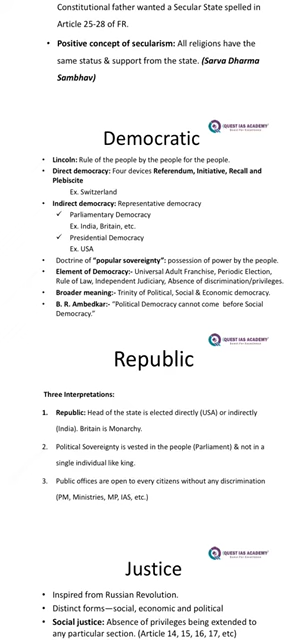 Constitutional father wanted a Secular State spelled in
Article 25-28 of FR.
• Positive concept of secularism: All religions have the
same status & support from the state. (Sarva Dharma
Sambhav)
QUEST IAS ACADEMY
Democratic
• Lincoln: Rule of the people by the people for the people.
• Direct democracy: Four devices Referendum, Initiative, Recall and
Plebiscite
Ex. Switzerland
• Indirect democracy: Representative democracy
✓ Parliamentary Democracy
Ex. India, Britain, etc.
✓ Presidential Democracy
Ex. USA
• Doctrine of "popular sovereignty": possession of power by the people.
• Element of Democracy:- Universal Adult Franchise, Periodic Election,
Rule of Law, Independent Judiciary, Absence of discrimination/privileges.
• Broader meaning:- Trinity of Political, Social & Economic democracy.
• B. R. Ambedkar:- "Political Democracy cannot come before Social
Democracy."
QUEST IAS ACADEMY
Republic
Three Interpretations:
1. Republic: Head of the state is elected directly (USA) or indirectly
(India). Britain is Monarchy.
2. Political Sovereignty is vested in the people (Parliament) & not in a
single individual like king.
3. Public offices are open to every citizens without any discrimination
(PM, Ministries, MP, IAS, etc.)
QUEST IAS ACADEMY
Justice
• Inspired from Russian Revolution.
• Distinct forms—social, economic and political
• Social justice: Absence of privileges being extended to
any particular section. (Article 14, 15, 16, 17, etc)